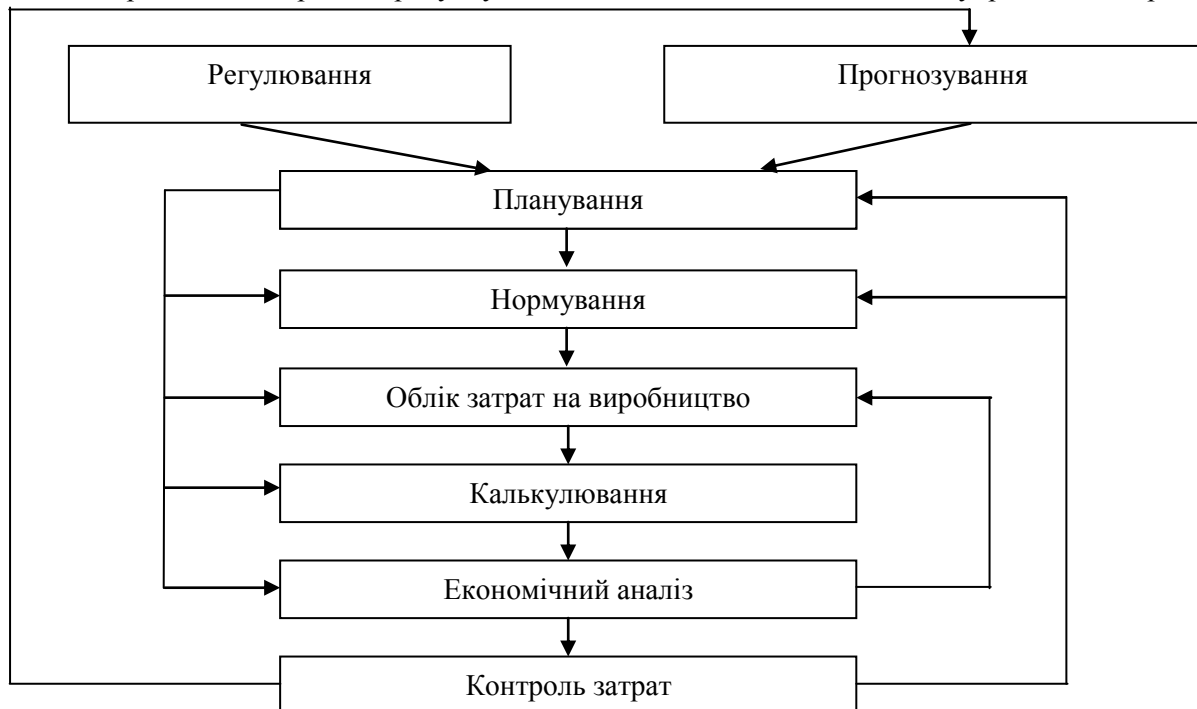 Регулювання
Прогнозування
Планування
Нормування
Облік затрат на виробництво
Калькулювання
Економічний аналіз
Контроль затрат